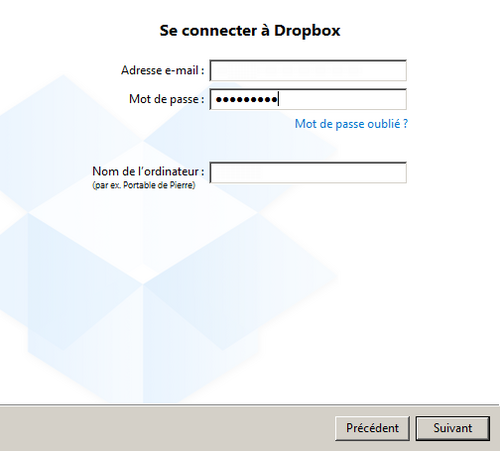 Se connecter à Dropbox
Adresse e-mail :
Mot de passe : ●●●●●●●●●
Mot de passe oublié ?
Nom de l'ordinateur :
(par ex. Portable de Pierre)
Précédent Suivant